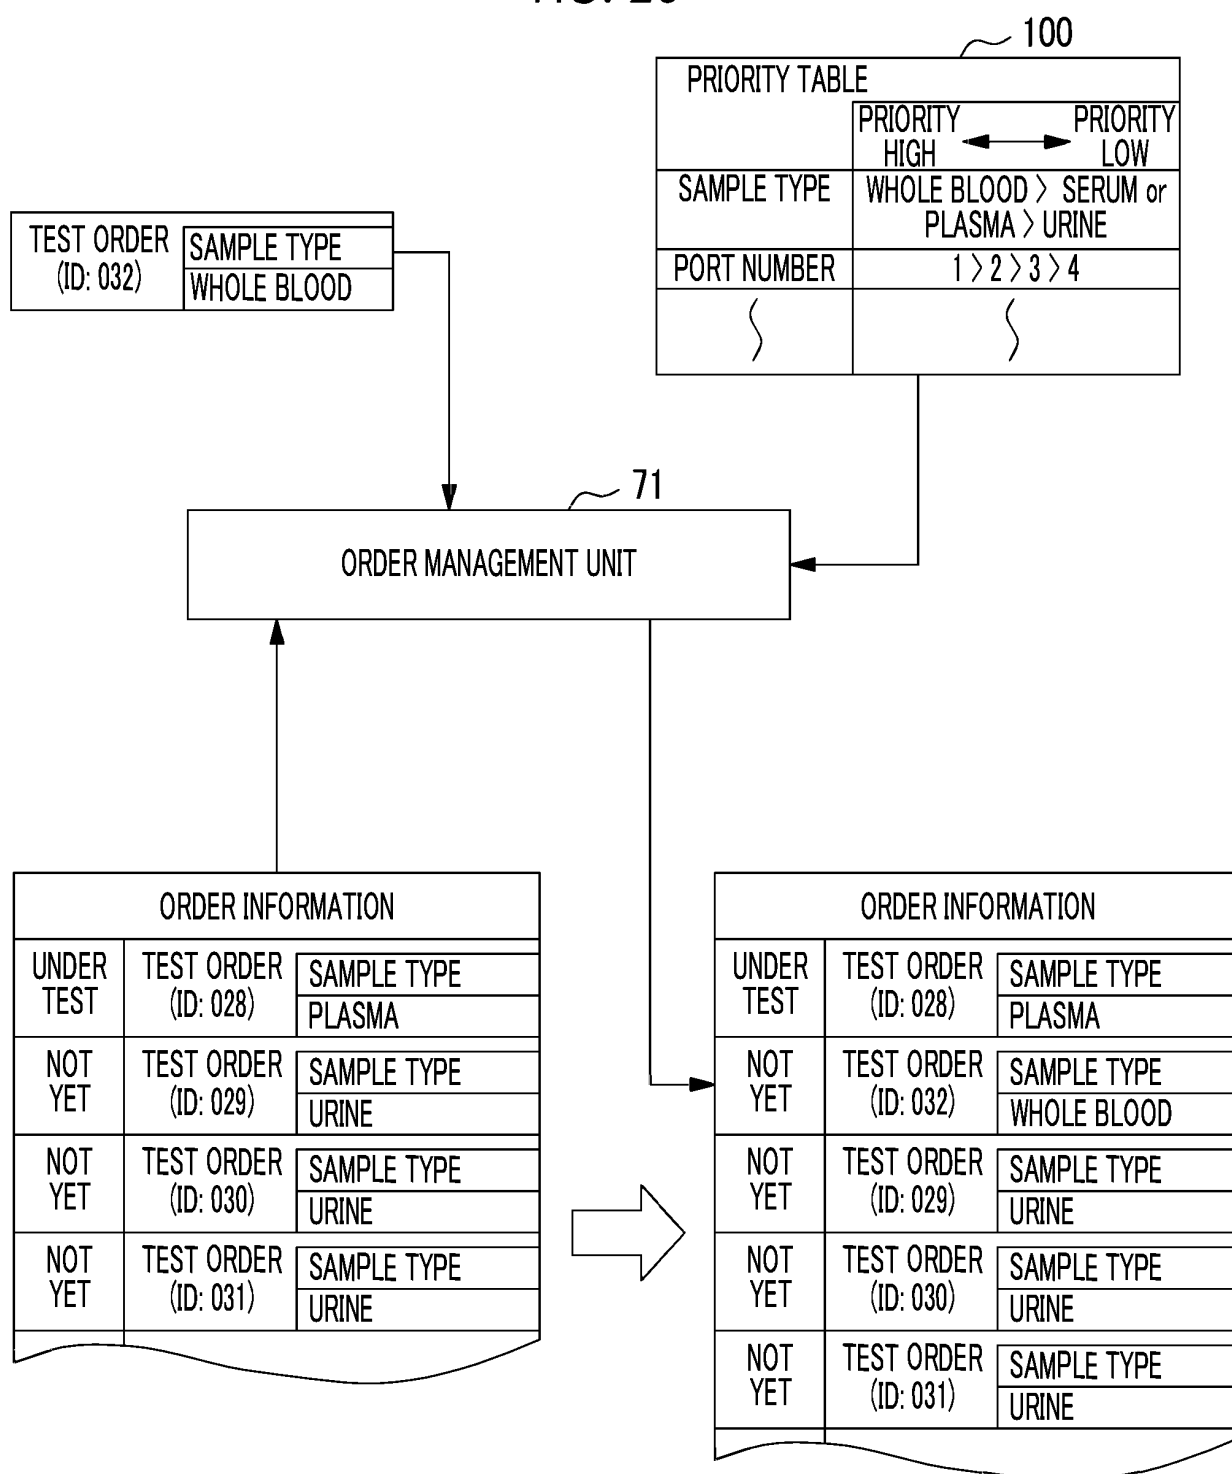 100
PRIORITY TABLE
PRIORITY HIGH
PRIORITY LOW
SAMPLE TYPE
WHOLE BLOOD > SERUM or
PLASMA > URINE
PORT NUMBER
1 > 2 > 3 > 4
TEST ORDER
(ID: 032)
SAMPLE TYPE
WHOLE BLOOD
71
ORDER MANAGEMENT UNIT
ORDER INFORMATION
UNDER TEST
TEST ORDER
(ID: 028)
SAMPLE TYPE
PLASMA
NOT YET
TEST ORDER
(ID: 029)
SAMPLE TYPE
URINE
NOT YET
TEST ORDER
(ID: 030)
SAMPLE TYPE
URINE
NOT YET
TEST ORDER
(ID: 031)
SAMPLE TYPE
URINE
ORDER INFORMATION
UNDER TEST
TEST ORDER
(ID: 028)
SAMPLE TYPE
PLASMA
NOT YET
TEST ORDER
(ID: 032)
SAMPLE TYPE
WHOLE BLOOD
NOT YET
TEST ORDER
(ID: 029)
SAMPLE TYPE
URINE
NOT YET
TEST ORDER
(ID: 030)
SAMPLE TYPE
URINE
NOT YET
TEST ORDER
(ID: 031)
SAMPLE TYPE
URINE